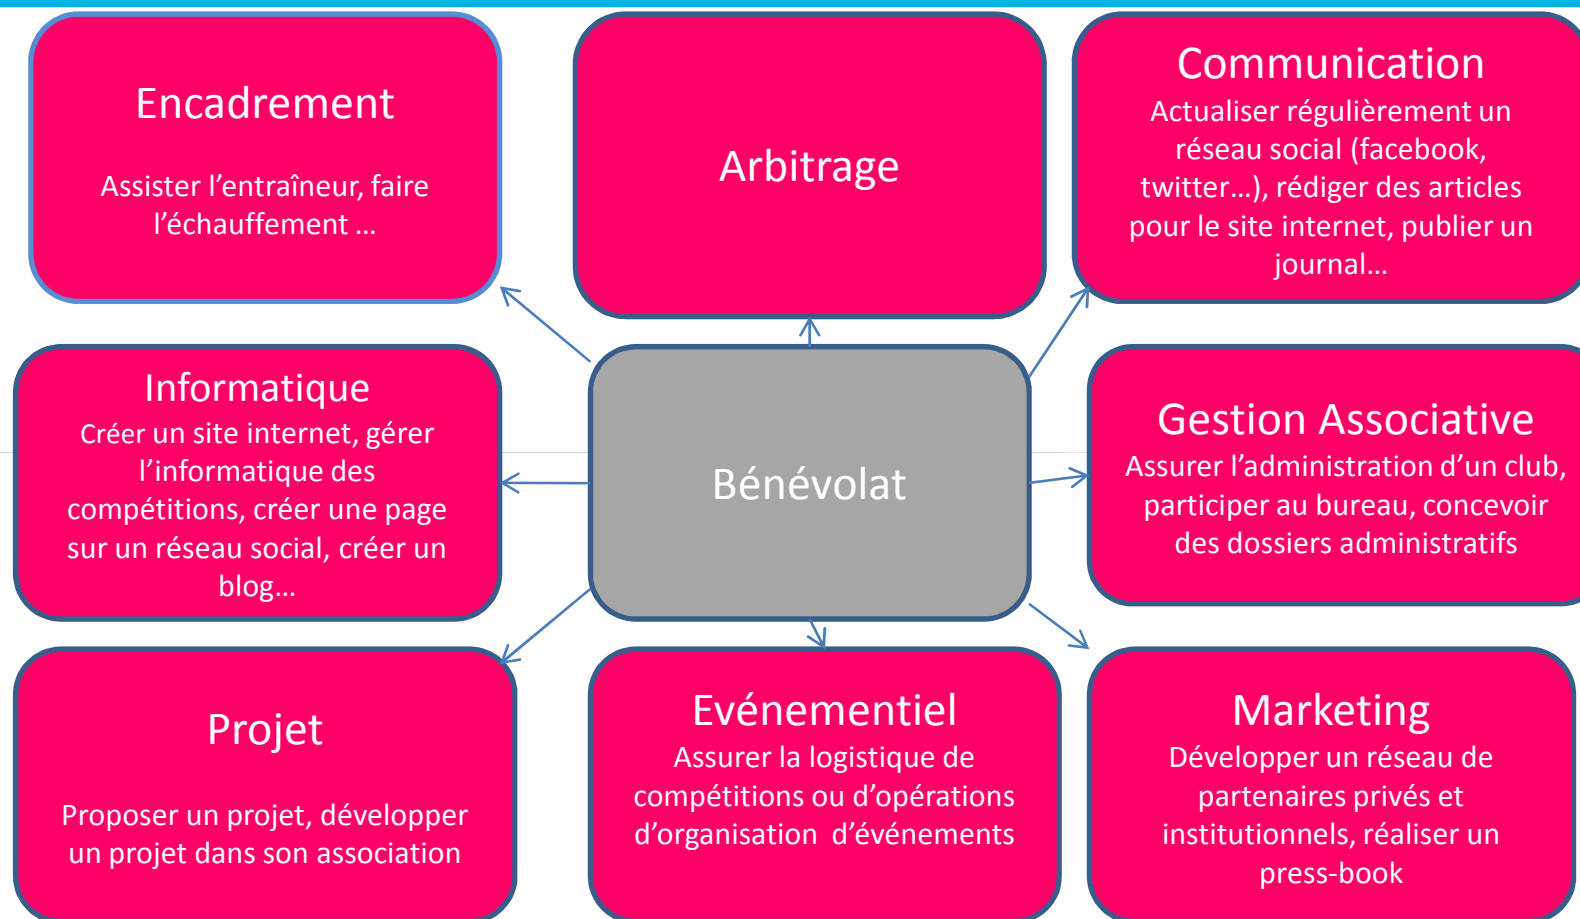 Encadrement
Assister l’entraîneur, faire
l’échauffement ...
Arbitrage
Communication
Actualiser régulièrement un
réseau social (facebook,
twitter…), rédiger des articles
pour le site internet, publier un
journal…
Informatique
Créer un site internet, gérer
l’informatique des
compétitions, créer une page
sur un réseau social, créer un
blog…
Bénévolat
Gestion Associative
Assurer l’administration d’un club,
participer au bureau, concevoir
des dossiers administratifs
Projet
Proposer un projet, développer
un projet dans son association
Evénementiel
Assurer la logistique de
compétitions ou d’opérations
d’organisation  d’événements
Marketing
Développer un réseau de
partenaires privés et
institutionnels, réaliser un
press-book